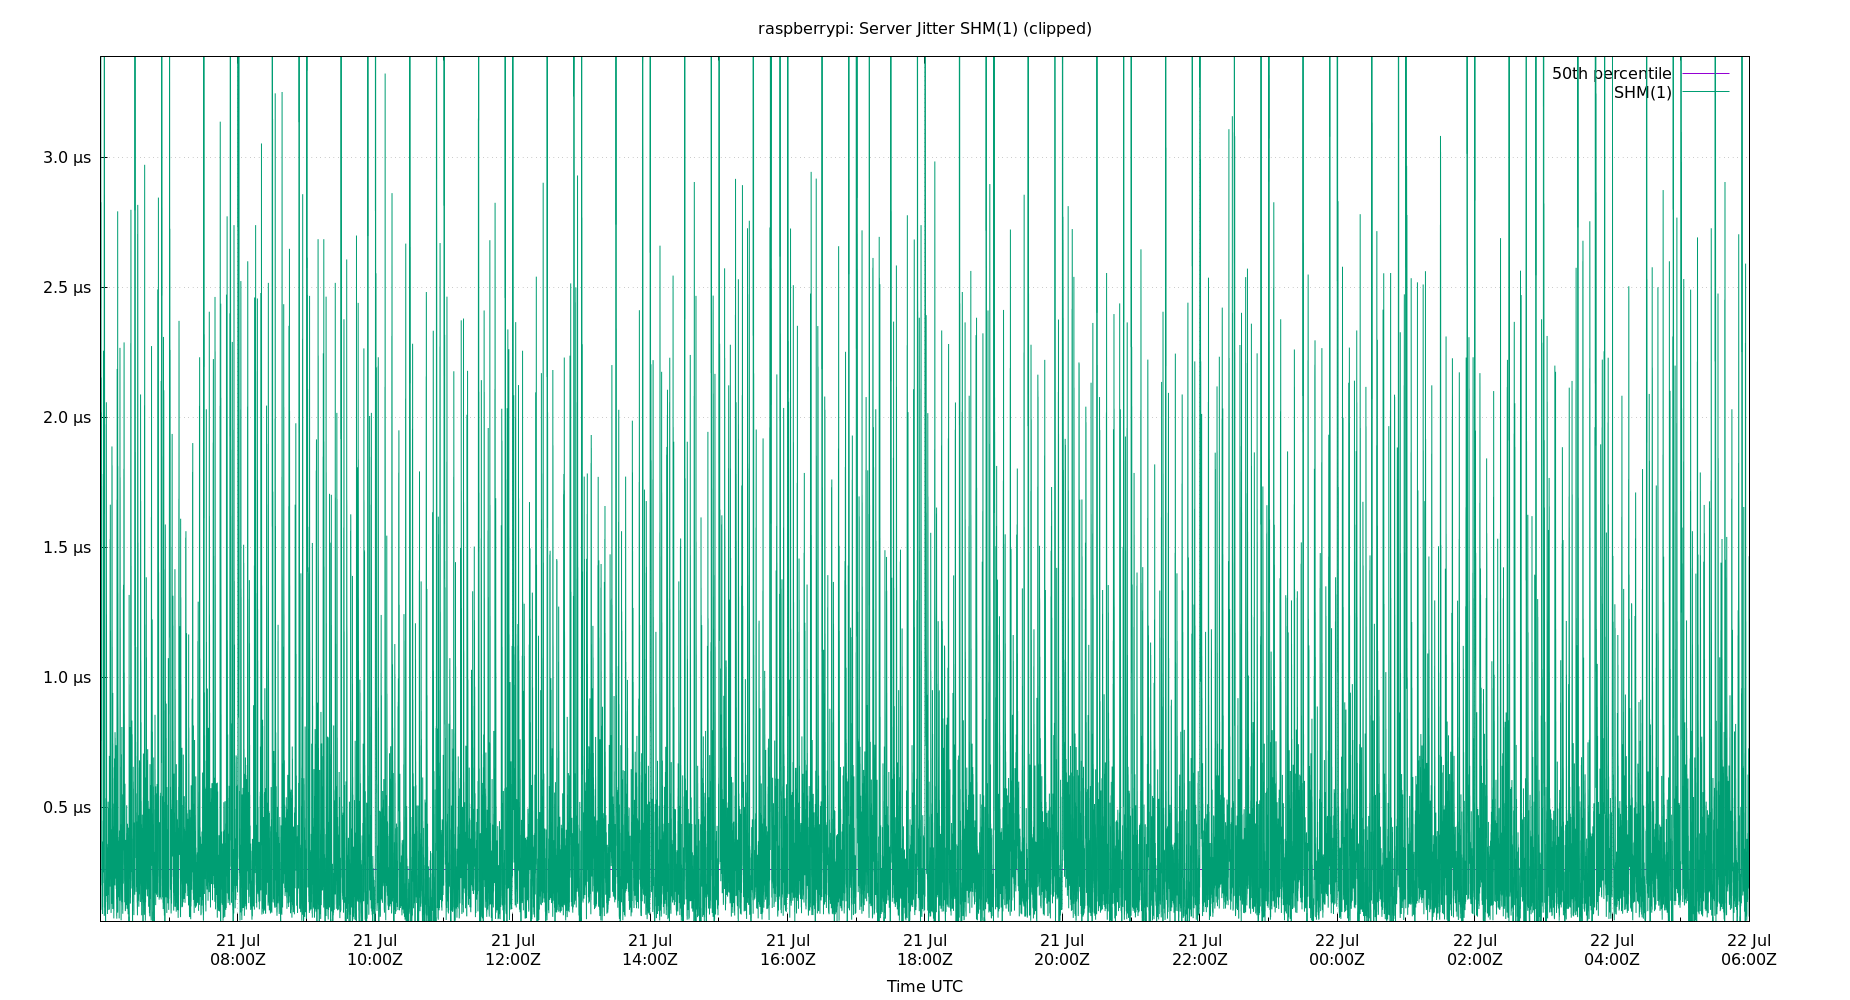 raspberrypi: Server Jitter SHM(1) (clipped)
50th percentile
SHM(1)
3.0 µs
2.5 µs
2.0 µs
1.5 µs
1.0 µs
0.5 µs
21 Jul 21 Jul 21 Jul 21 Jul 21 Jul 21 Jul 21 Jul 21 Jul 22 Jul 22 Jul 22 Jul 22 Jul
08:00Z 10:00Z 12:00Z 14:00Z 16:00Z 18:00Z 20:00Z 22:00Z 00:00Z 02:00Z 04:00Z 06:00Z
Time UTC